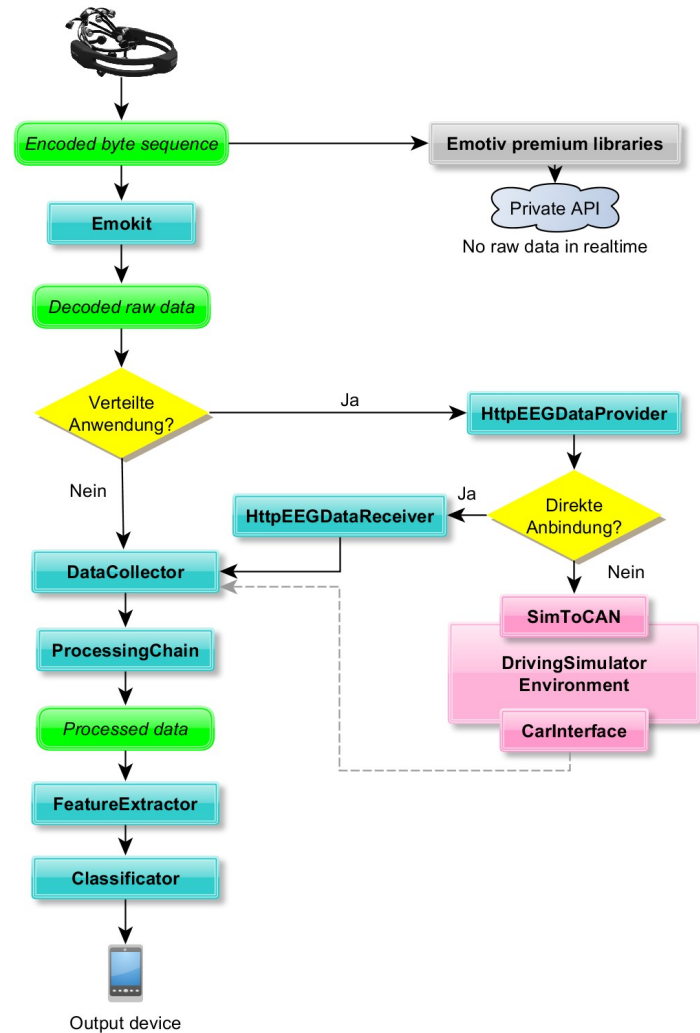 Encoded byte sequence
Emotiv premium libraries
Private API
No raw data in realtime
Emokit
Decoded raw data
Verteilte
Anwendung?
Ja
HttpEEGDataProvider
Nein
Ja
HttpEEGDataReceiver
Direkte
Anbindung?
Nein
DataCollector
SimToCAN
ProcessingChain
DrivingSimulator
Environment
Processed data
CarInterface
FeatureExtractor
Classificator
Output device